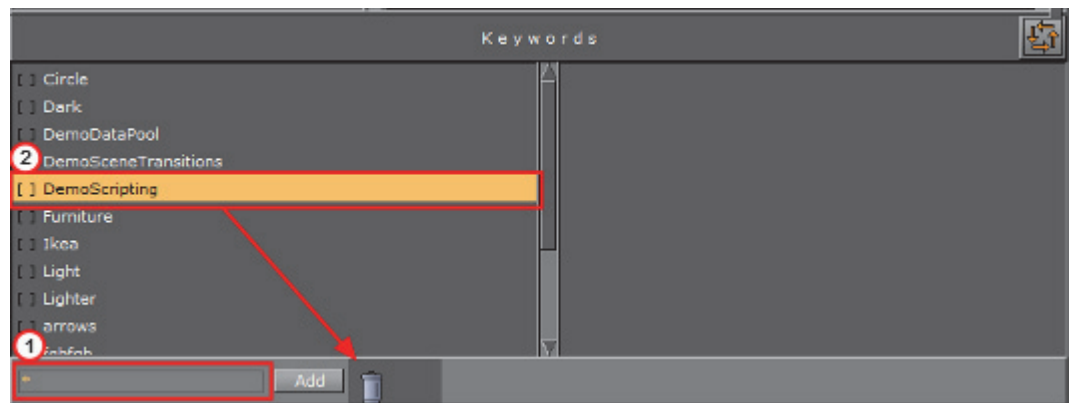 Keywords
[ ] Circle
[ ] Dark
[ ] DemoDataPool
2 DemoSceneTransitions
[ ] DemoScripting
[ ] Furniture
[ ] Ikea
[ ] Light
[ ] Lighter
[ ] arrows
1
Add